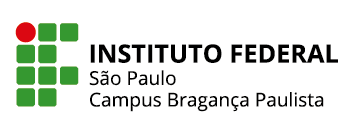 INSTITUTO FEDERAL
São Paulo
Campus Bragança Paulista